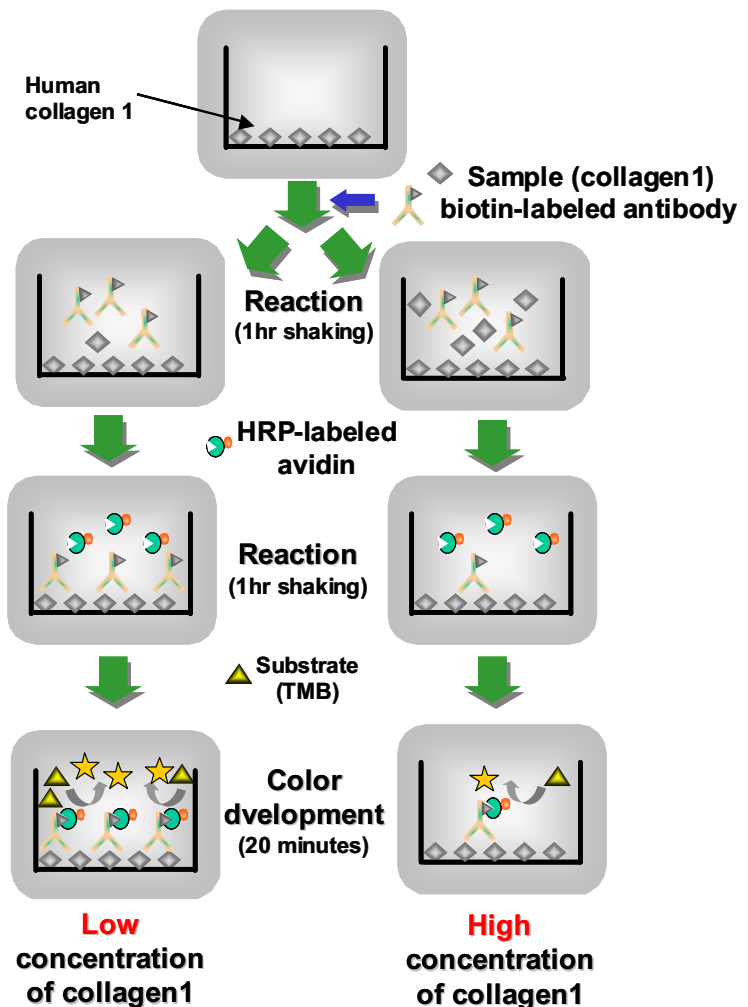 Human
collagen 1
Sample (collagen1)
biotin-labeled antibody
Reaction
(1hr shaking)
HRP-labeled
avidin
Reaction
(1hr shaking)
Substrate
(TMB)
Color
dvelopment
(20 minutes)
Low
concentration
of collagen1
High
concentration
of collagen1